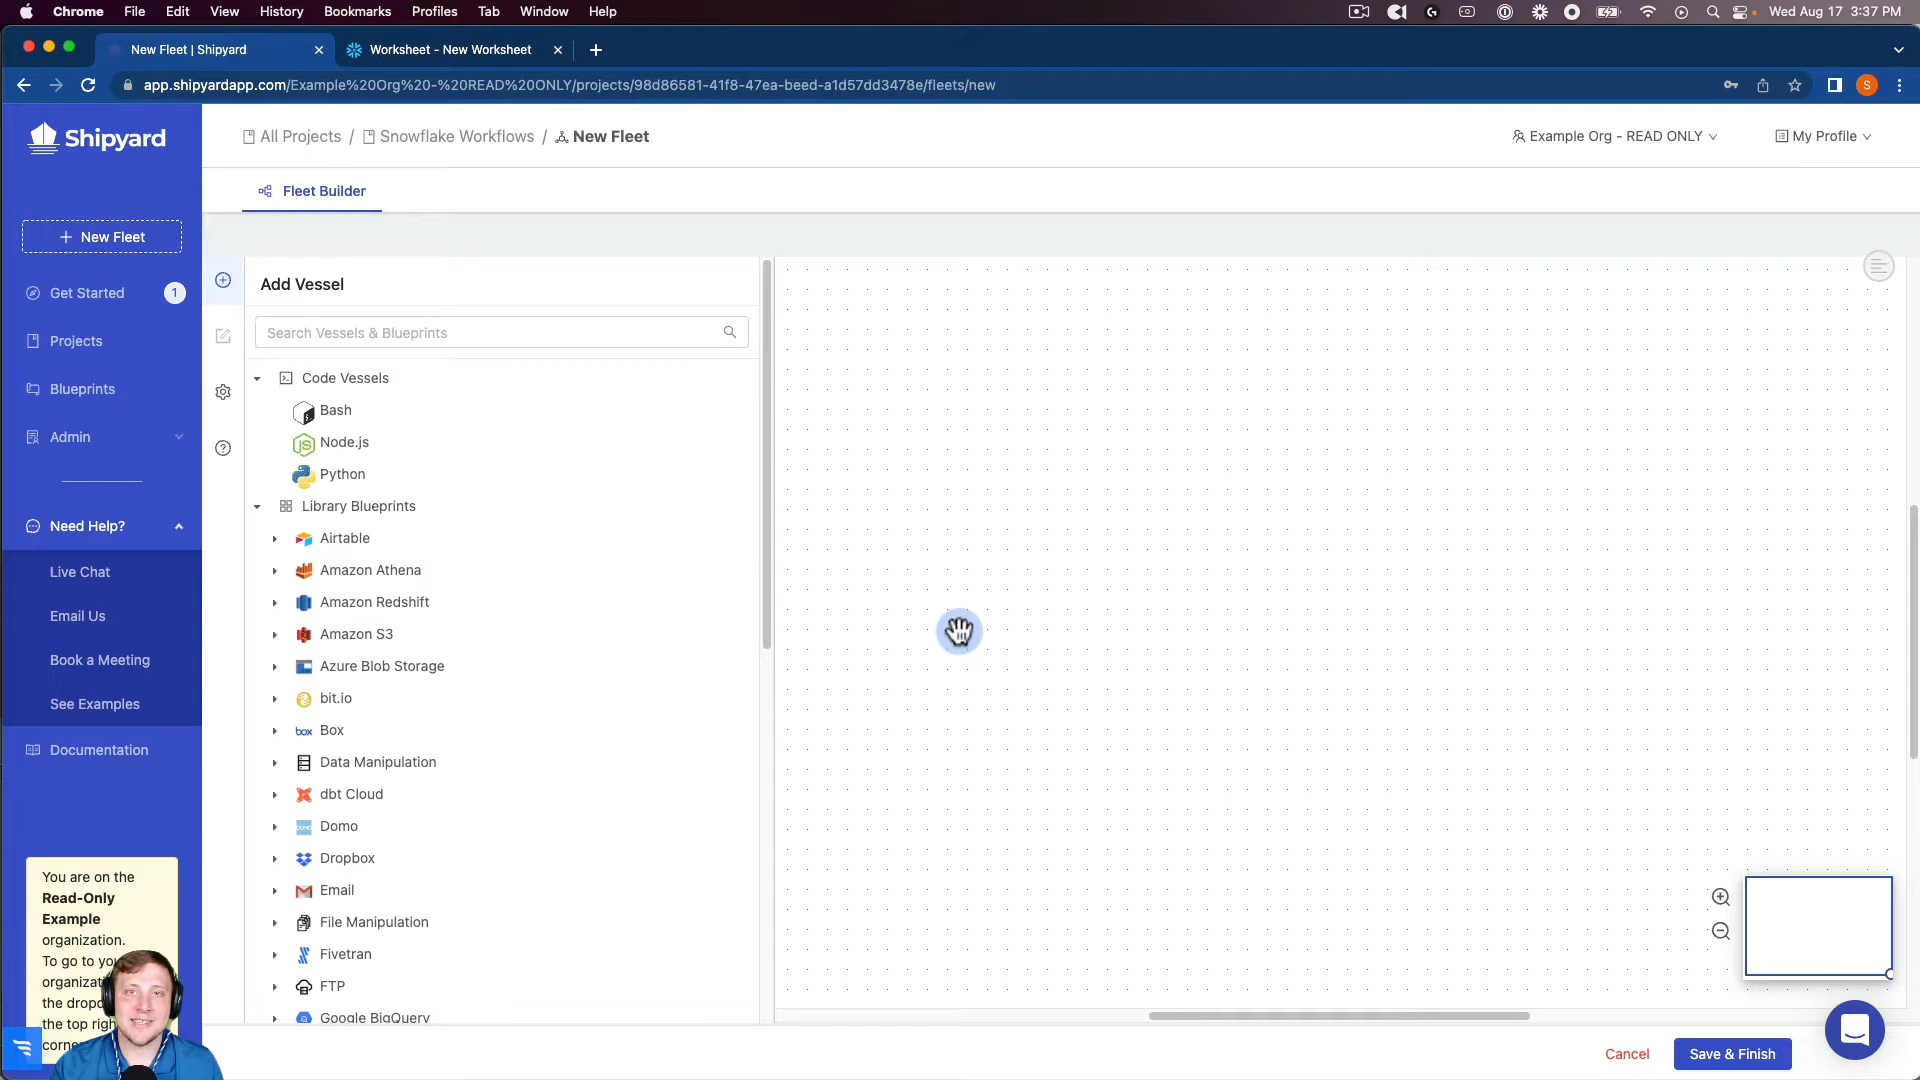 Chrome File Edit View History Bookmarks Profiles Tab Window Help Wed Aug 17 3:37 PM
New Fleet | Shipyard Worksheet - New Worksheet
app.shipyardapp.com/Example%20Org%20-%20READ%20ONLY/projects/98d86581-41f8-47ea-beed-a1d57dd3478e/fleets/new S
Shipyard
All Projects / Snowflake Workflows / New Fleet
Example Org - READ ONLY My Profile
Fleet Builder
New Fleet
Get Started 1
Projects
Blueprints
Admin
Need Help?
Live Chat
Email Us
Book a Meeting
See Examples
Documentation
You are on the
Read-Only
Example
organization.
To go to
the top
Add Vessel
Search Vessels & Blueprints
Code Vessels
Bash
Node.js
Python
Library Blueprints
Airtable
Amazon Athena
Amazon Redshift
Amazon S3
Azure Blob Storage
bit.io
box Box
Data Manipulation
dbt Cloud
Domo
Dropbox
Email
File Manipulation
Fivetran
FTP
Google BigQuery
Cancel Save & Finish